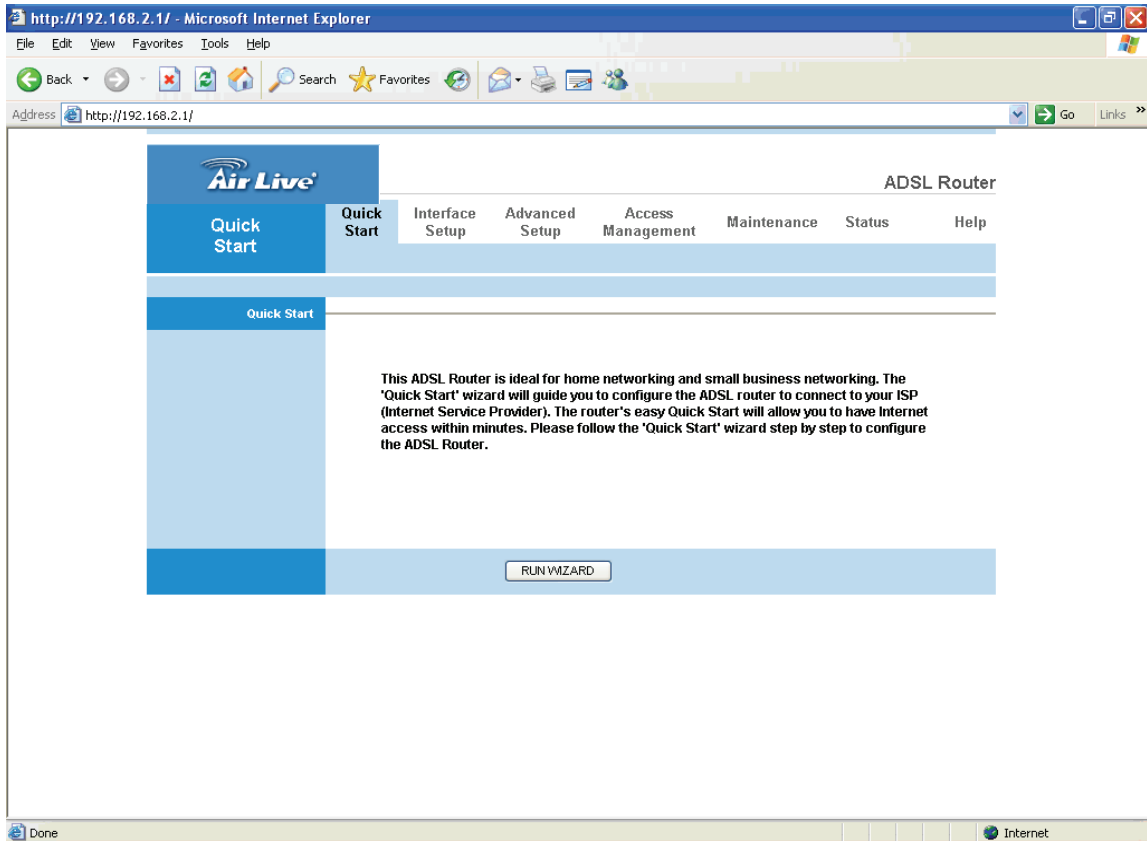 http://192.168.2.1/ - Microsoft Internet Explorer
File Edit View Favorites Tools Help
Back Search Favorites
Address http://192.168.2.1/ Go Links »
Air Live
ADSL Router
Quick
Start
Quick
Start
Interface
Setup
Advanced
Setup
Access
Management
Maintenance
Status
Help
Quick Start
This ADSL Router is ideal for home networking and small business networking. The
'Quick Start' wizard will guide you to configure the ADSL router to connect to your ISP
(Internet Service Provider). The router's easy Quick Start will allow you to have Internet
access within minutes. Please follow the 'Quick Start' wizard step by step to configure
the ADSL Router.
RUN WIZARD
Done Internet